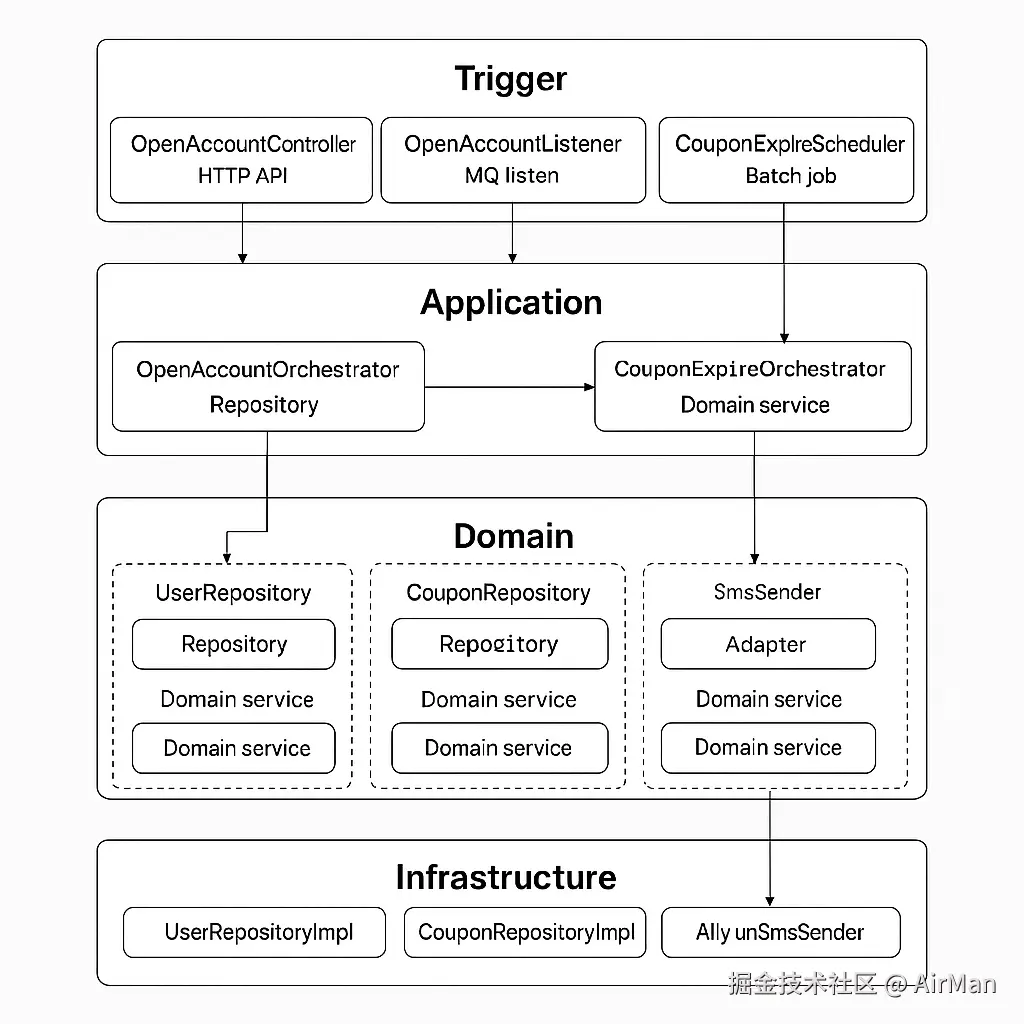 Trigger
OpenAccountController
HTTP API
OpenAccountListener
MQ listen
CouponExpIreScheduler
Batch job
Application
OpenAccountOrchestrator
Repository
CouponExpireOrchestrator
Domain service
Domain
UserRepository
Repository
Domain service
Domain service
CouponRepository
Repogitory
Domain service
Domain service
SmsSender
Adapter
Domain service
Domain service
Infrastructure
UserRepositoryImpl
CouponRepositoryImpl
Ally unSmsSender
掘金技术社区 @ AirMan